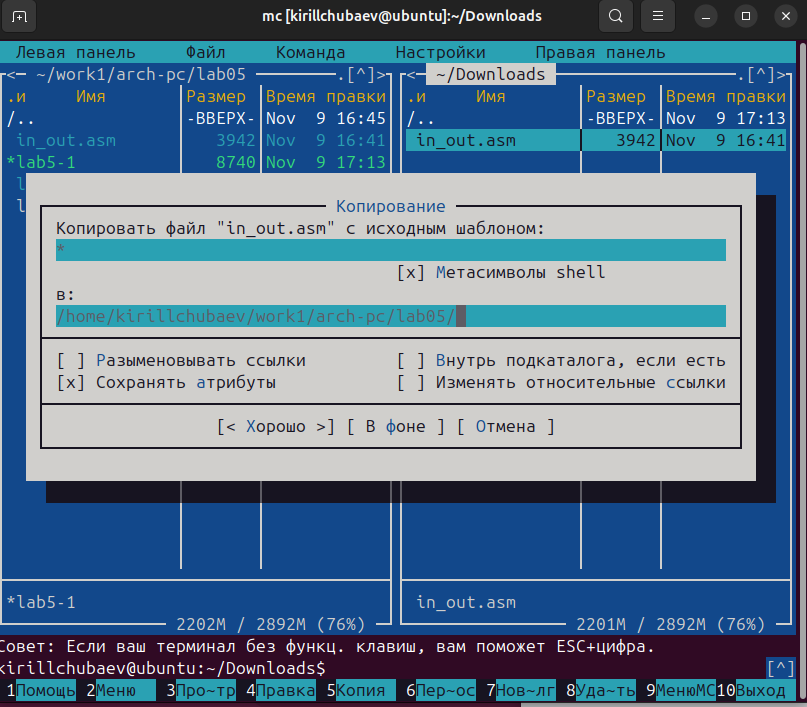 mc [kirillchubaev@ubuntu]:~/Downloads
Левая панель Файл Команда Настройки Правая панель
<— ~/work1/arch-pc/lab05 .[^]> <— ~/Downloads .[^]>
.и Имя Размер Время правки .и Имя Размер Время правки
/.. -ВВЕРХ- Nov 9 16:45 /.. -ВВЕРХ- Nov 9 17:13
in_out.asm 3942 Nov 9 16:41 in_out.asm 3942 Nov 9 16:41
*lab5-1 8740 Nov 9 17:13
l
l
Копирование
Копировать файл "in_out.asm" с исходным шаблоном:
*
[x] Метасимволы shell
в:
/home/kirillchubaev/work1/arch-pc/lab05/
[ ] Разыменовывать ссылки [ ] Внутрь подкаталога, если есть
[x] Сохранять атрибуты [ ] Изменять относительные ссылки
[< Хорошо >] [ В фоне ] [ Отмена ]
*lab5-1 in_out.asm
2202M / 2892M (76%) 2201M / 2892M (76%)
Совет: Если ваш терминал без функц. клавиш, вам поможет ESC+цифра.
kirillchubaev@ubuntu:~/Downloads$ [^]
1Помощь 2Меню 3Про~тр 4Правка 5Копия 6Пер~ос 7Нов~лг 8Уда~ть 9МенюMC 10Выход